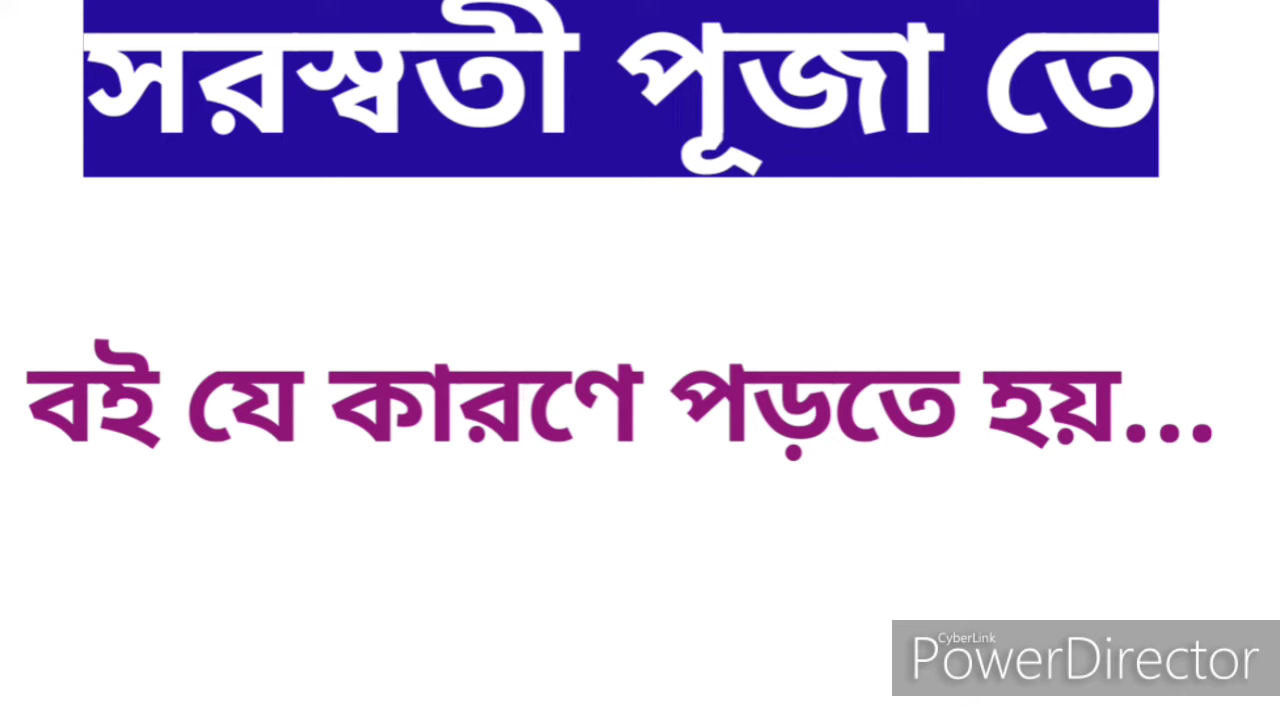 সরস্বতী পূজা তে
বই যে কারণে পড়তে হয়...
CyberLink
PowerDirector